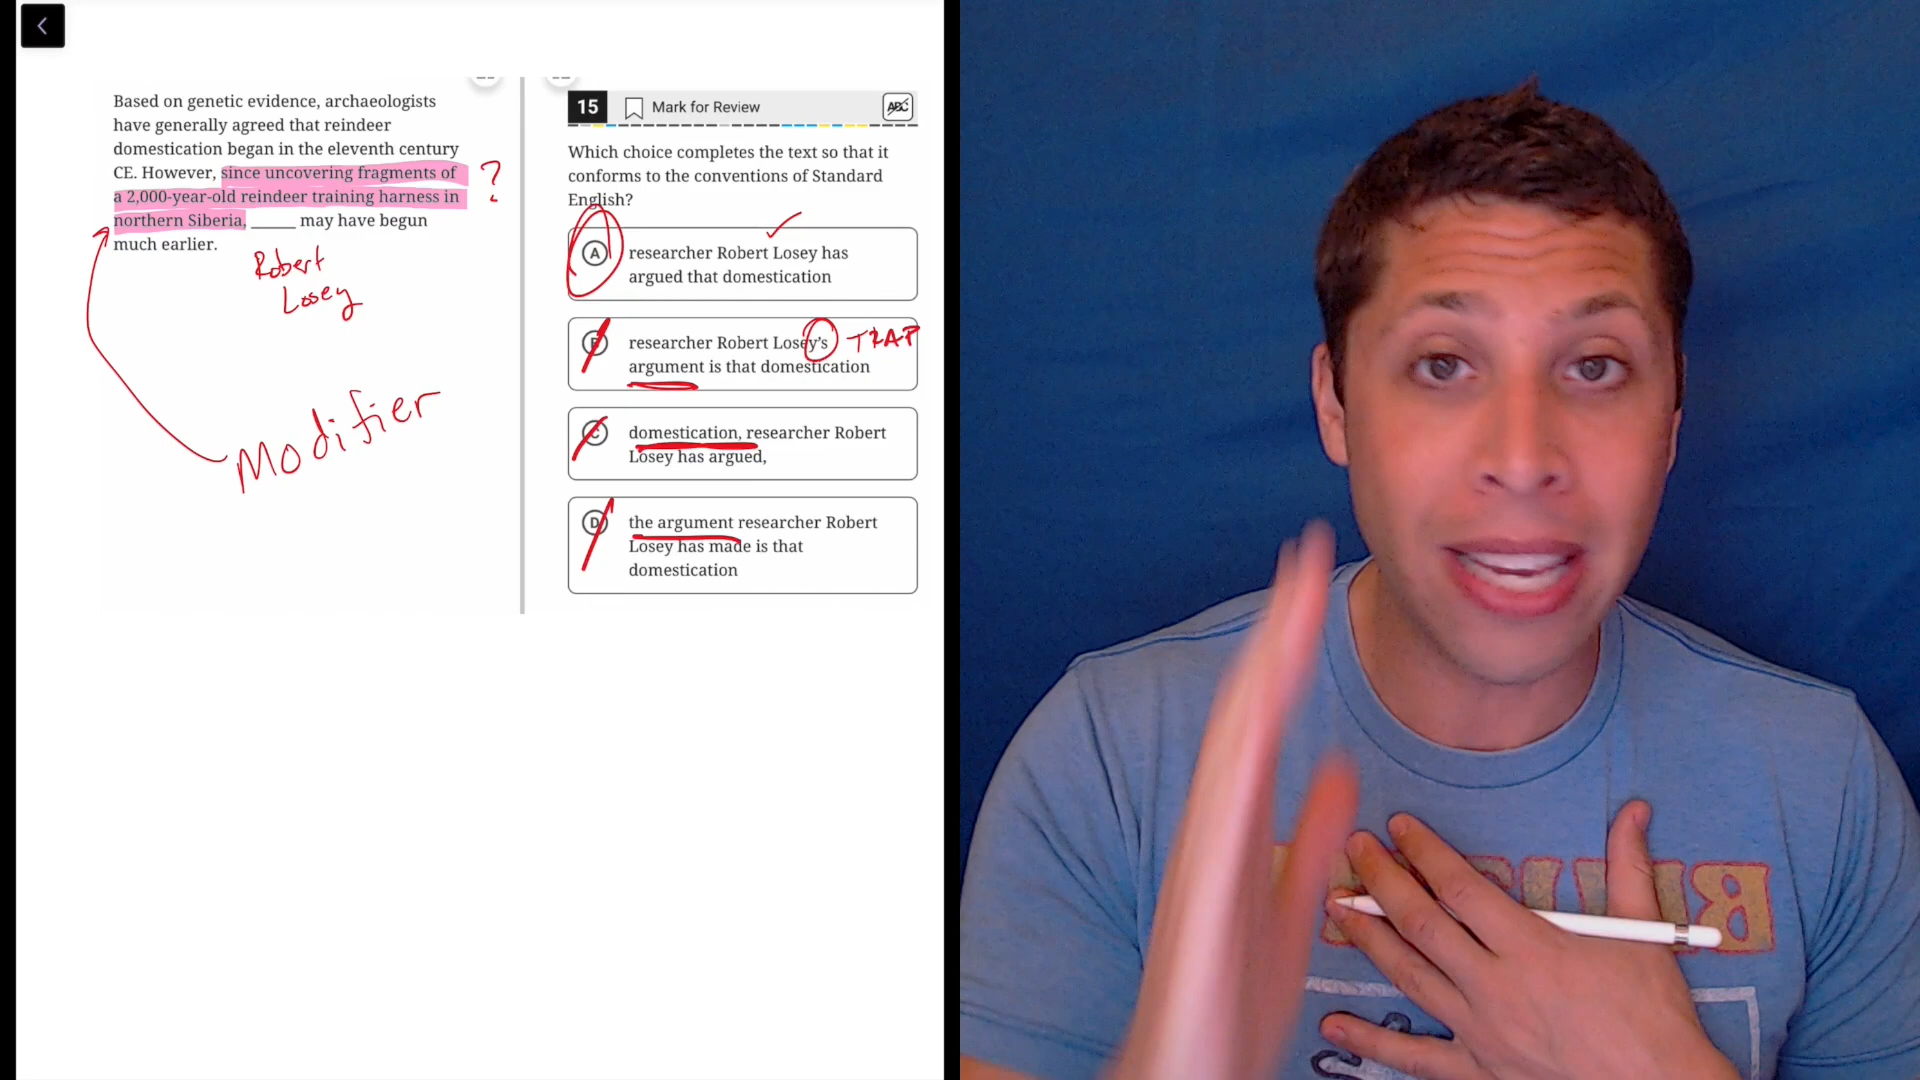 Based on genetic evidence, archaeologists
have generally agreed that reindeer
domestication began in the eleventh century
CE. However, since uncovering fragments of
a 2,000-year-old reindeer training harness in
northern Siberia, ______ may have begun
much earlier.
?
Robert
Losey
Modifier
15 Mark for Review ABC
Which choice completes the text so that it
conforms to the conventions of Standard
English?
A researcher Robert Losey has
argued that domestication
B researcher Robert Losey's TRAP
argument is that domestication
C domestication, researcher Robert
Losey has argued,
D the argument researcher Robert
Losey has made is that
domestication